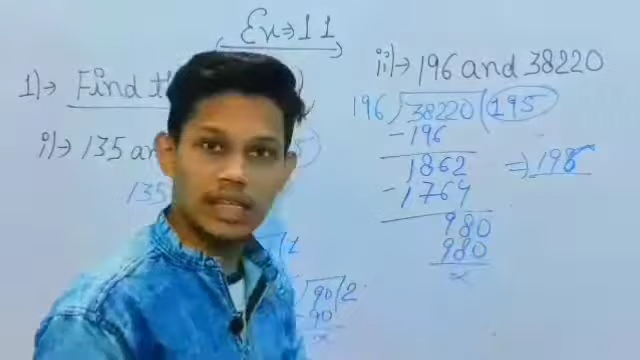 Ex⇒11
1)→ Find th
i)→ 135 an
135
1
90 2
-90
x
ii)→ 196 and 38220
196 ) 38220 ( 195
-196
1862
-1764
980
980
x
⇒ 198